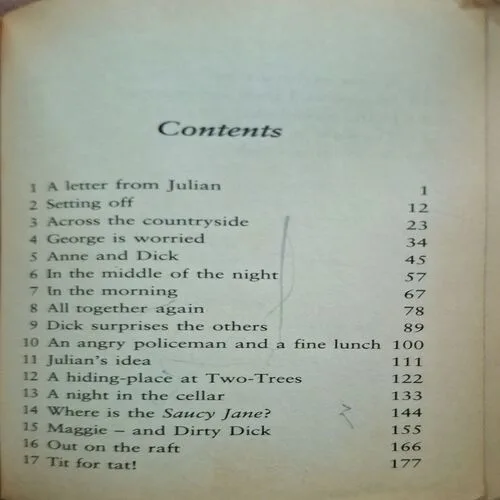 Contents
1 A letter from Julian 1
2 Setting off 12
3 Across the countryside 23
4 George is worried 34
5 Anne and Dick 45
6 In the middle of the night 57
7 In the morning 67
8 All together again 78
9 Dick surprises the others 89
10 An angry policeman and a fine lunch 100
11 Julian's idea 111
12 A hiding-place at Two-Trees 122
13 A night in the cellar 133
14 Where is the Saucy Jane? 144
15 Maggie – and Dirty Dick 155
16 Out on the raft 166
17 Tit for tat! 177